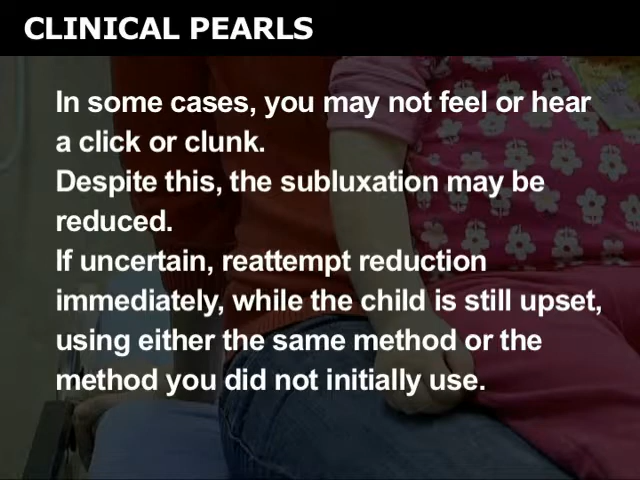 CLINICAL PEARLS
In some cases, you may not feel or hear
a click or clunk.
Despite this, the subluxation may be
reduced.
If uncertain, reattempt reduction
immediately, while the child is still upset,
using either the same method or the
method you did not initially use.